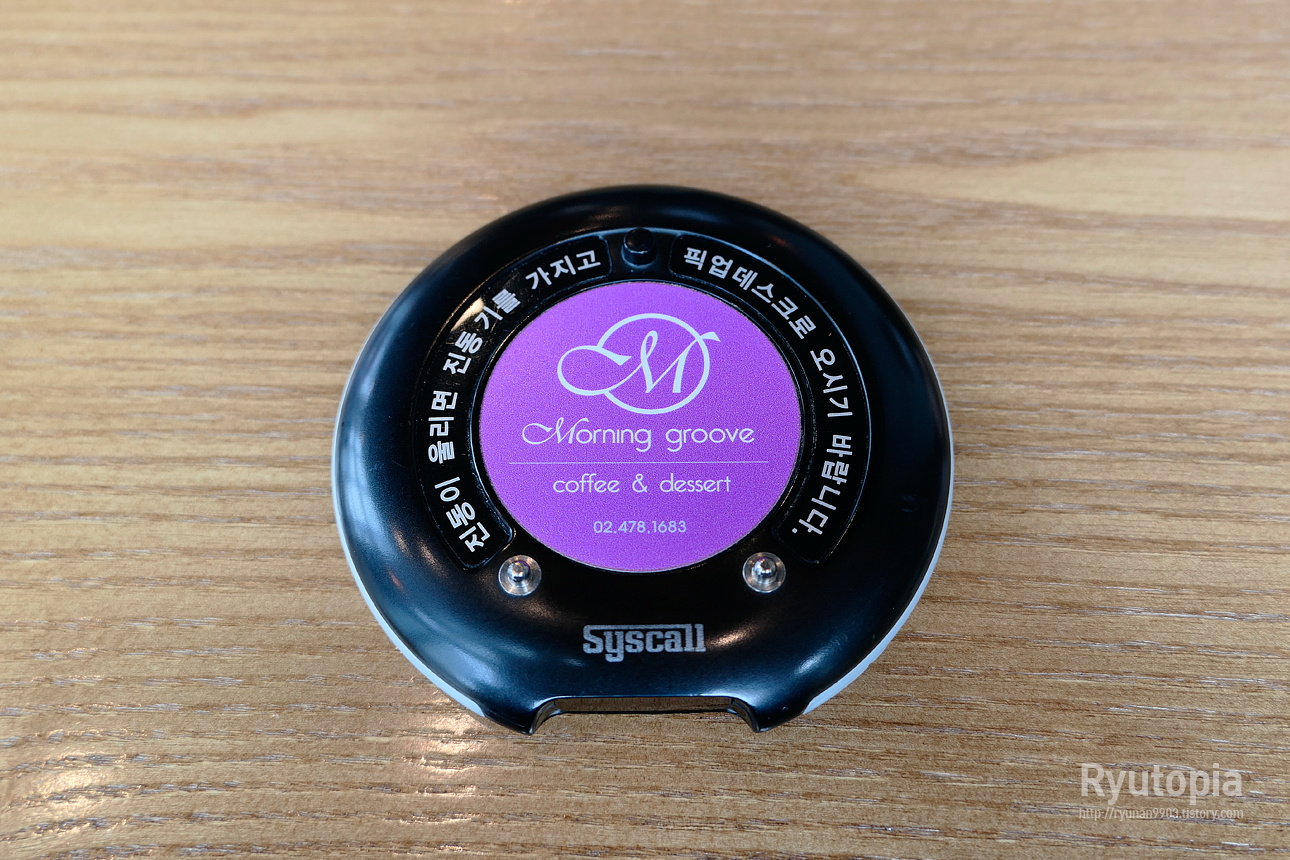 진동이 울리면 진동기를 가지고
픽업데스크로 오시기 바랍니다.
M
Morning groove
coffee & dessert
02.478.1683
Syscall
Ryutopia
http://ryunan9903.tistory.com